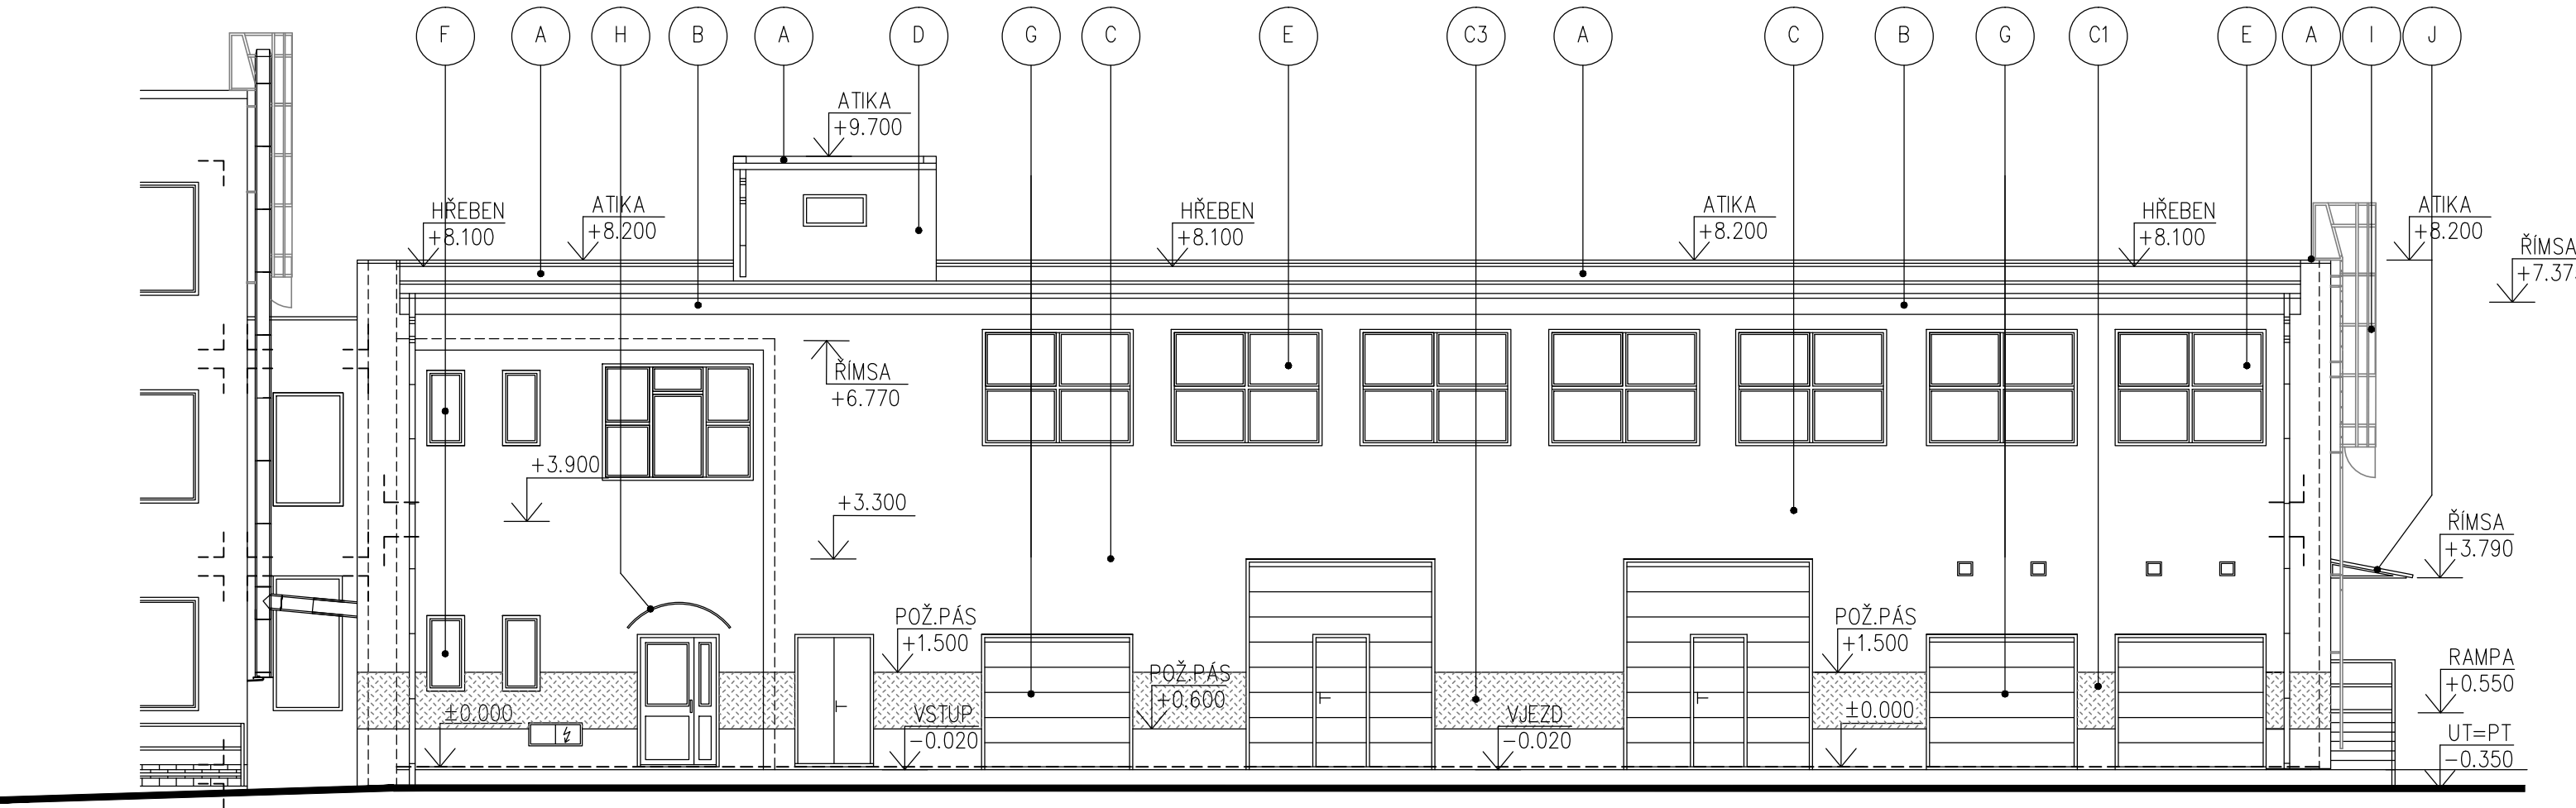 F A H B A D G C E C3 A C B G C1 E A I J
ATIKA
+9.700
HŘEBEN
+8.100
ATIKA
+8.200
HŘEBEN
+8.100
ATIKA
+8.200
HŘEBEN
+8.100
ATIKA
+8.200
ŘÍMSA
+7.37
ŘÍMSA
+6.770
+3.900
+3.300
ŘÍMSA
+3.790
POŽ.PÁS
+1.500
POŽ.PÁS
+1.500
POŽ.PÁS
+0.600
RAMPA
+0.550
±0.000
VSTUP
-0.020
VJEZD
-0.020
±0.000
UT=PT
-0.350